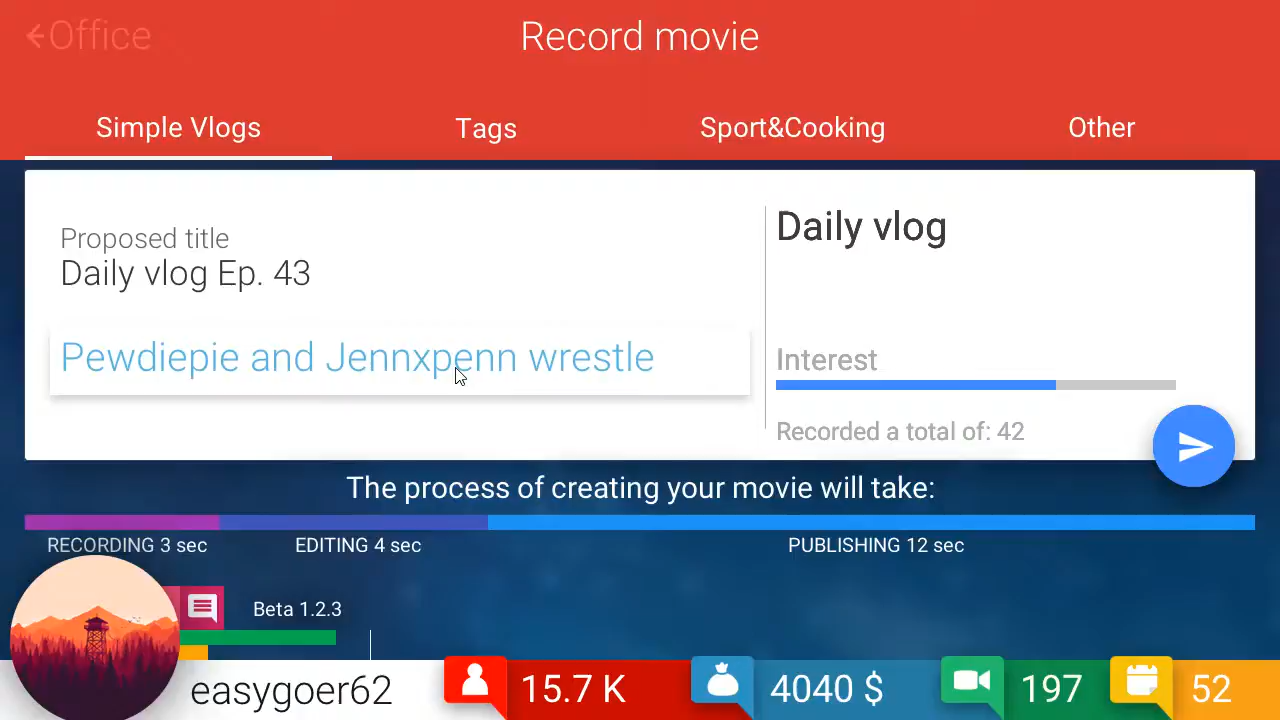 Office
Record movie
Simple Vlogs
Tags
Sport&Cooking
Other
Proposed title
Daily vlog Ep. 43
Pewdiepie and Jennxpenn wrestle
Daily vlog
Interest
Recorded a total of: 42
The process of creating your movie will take:
RECORDING 3 sec
EDITING 4 sec
PUBLISHING 12 sec
Beta 1.2.3
easygoer62
15.7 K
4040 $
197
52